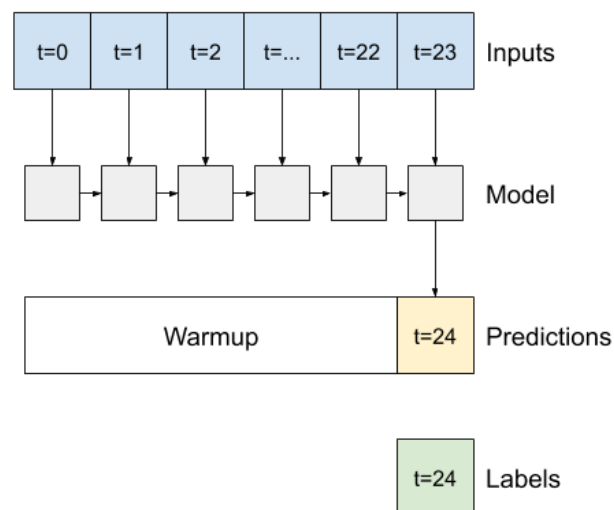 t=0 t=1 t=2 t=... t=22 t=23 Inputs
Model
Warmup t=24 Predictions
t=24 Labels